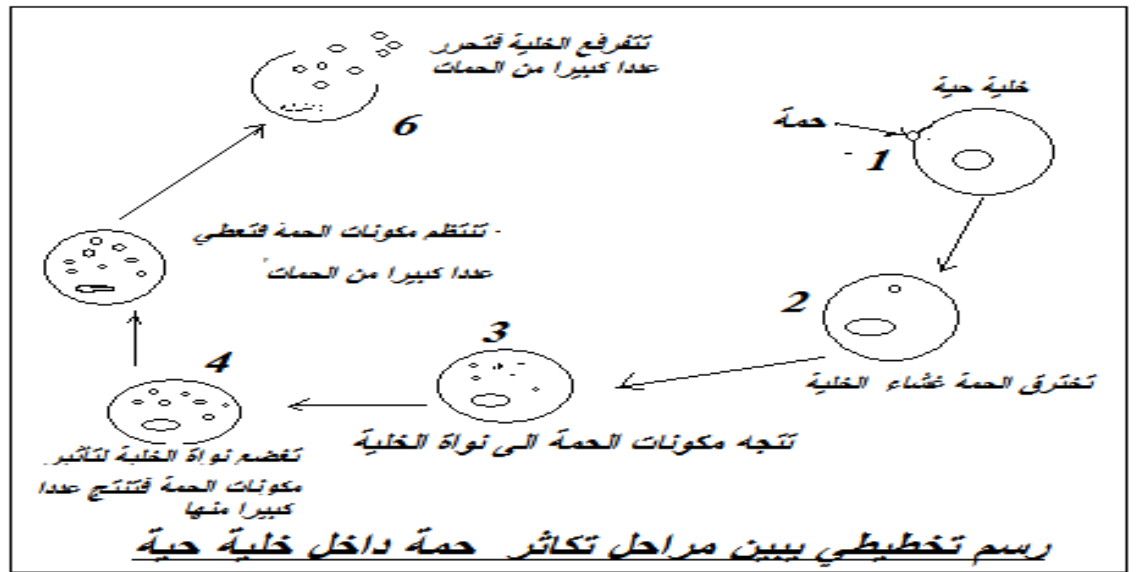 خلية حية
حمة
1
2
تخترق الحمة غشاء الخلية
3
تتجه مكونات الحمة الى نواة الخلية
4
تغضع نواة الخلية لتأثير
مكونات الحمة فتنتج عددا
كبيرا منها
- تنتظم مكونات الحمة فتعطي
عددا كبيرا من الحمات
6
تتفرقع الخلية فتحرر
عددا كبيرا من الحمات
رسم تخطيطي يبين مراحل تكاثر حمة داخل خلية حية